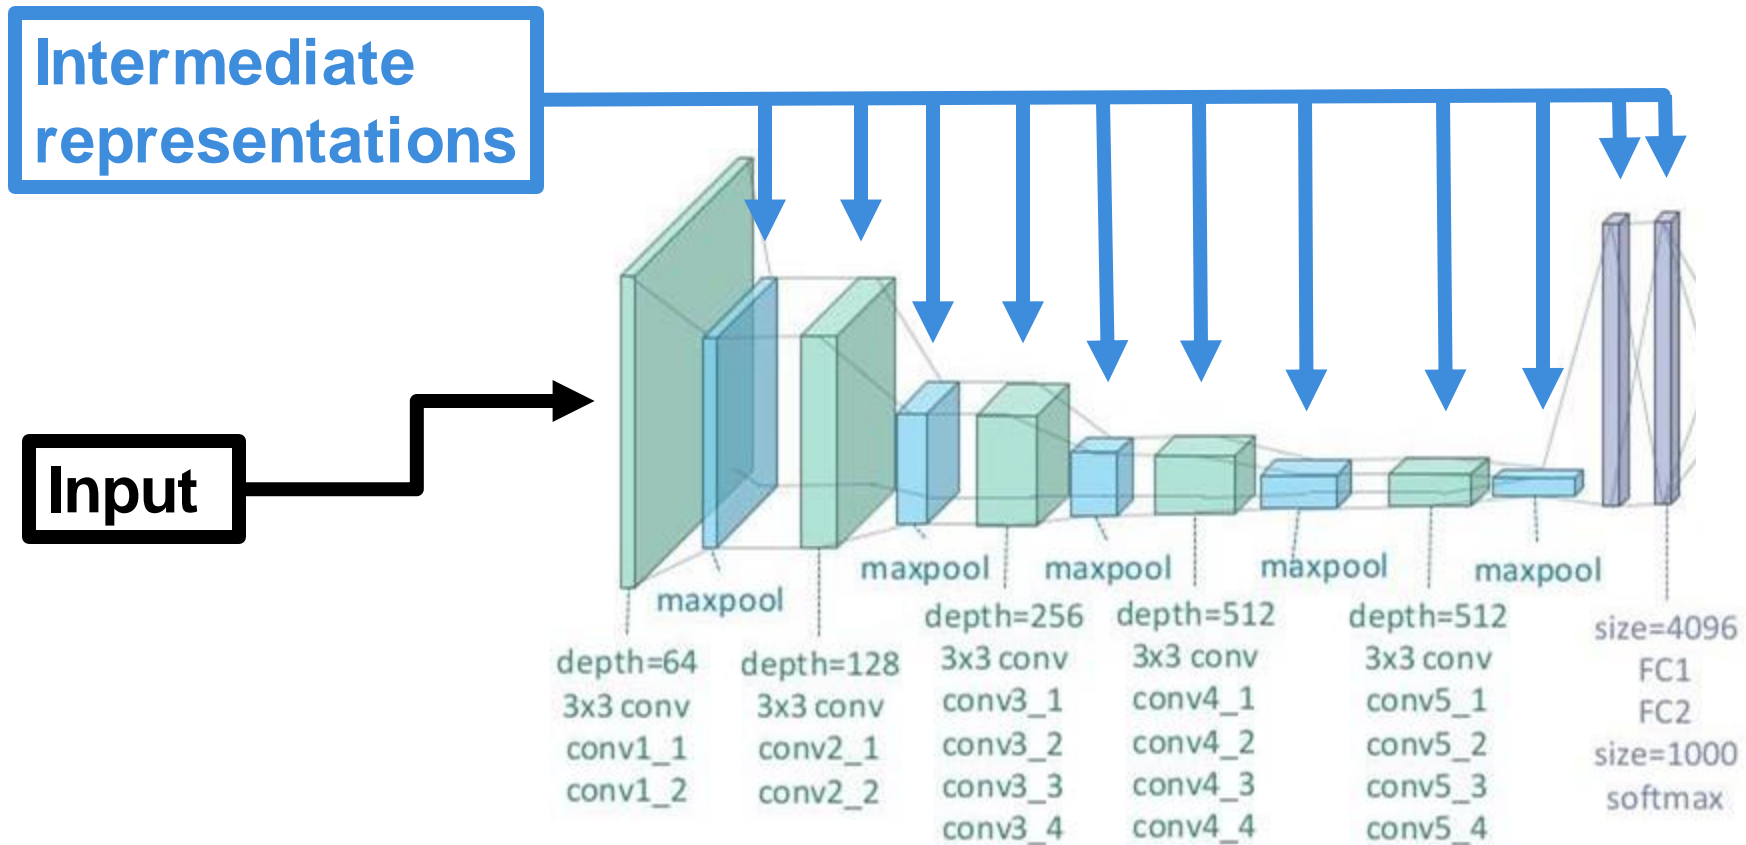 Intermediate
representations
Input
maxpool
maxpool
maxpool
maxpool
maxpool
depth=64
3x3 conv
conv1_1
conv1_2
depth=128
3x3 conv
conv2_1
conv2_2
depth=256
3x3 conv
conv3_1
conv3_2
conv3_3
conv3_4
depth=512
3x3 conv
conv4_1
conv4_2
conv4_3
conv4_4
depth=512
3x3 conv
conv5_1
conv5_2
conv5_3
conv5_4
size=4096
FC1
FC2
size=1000
softmax